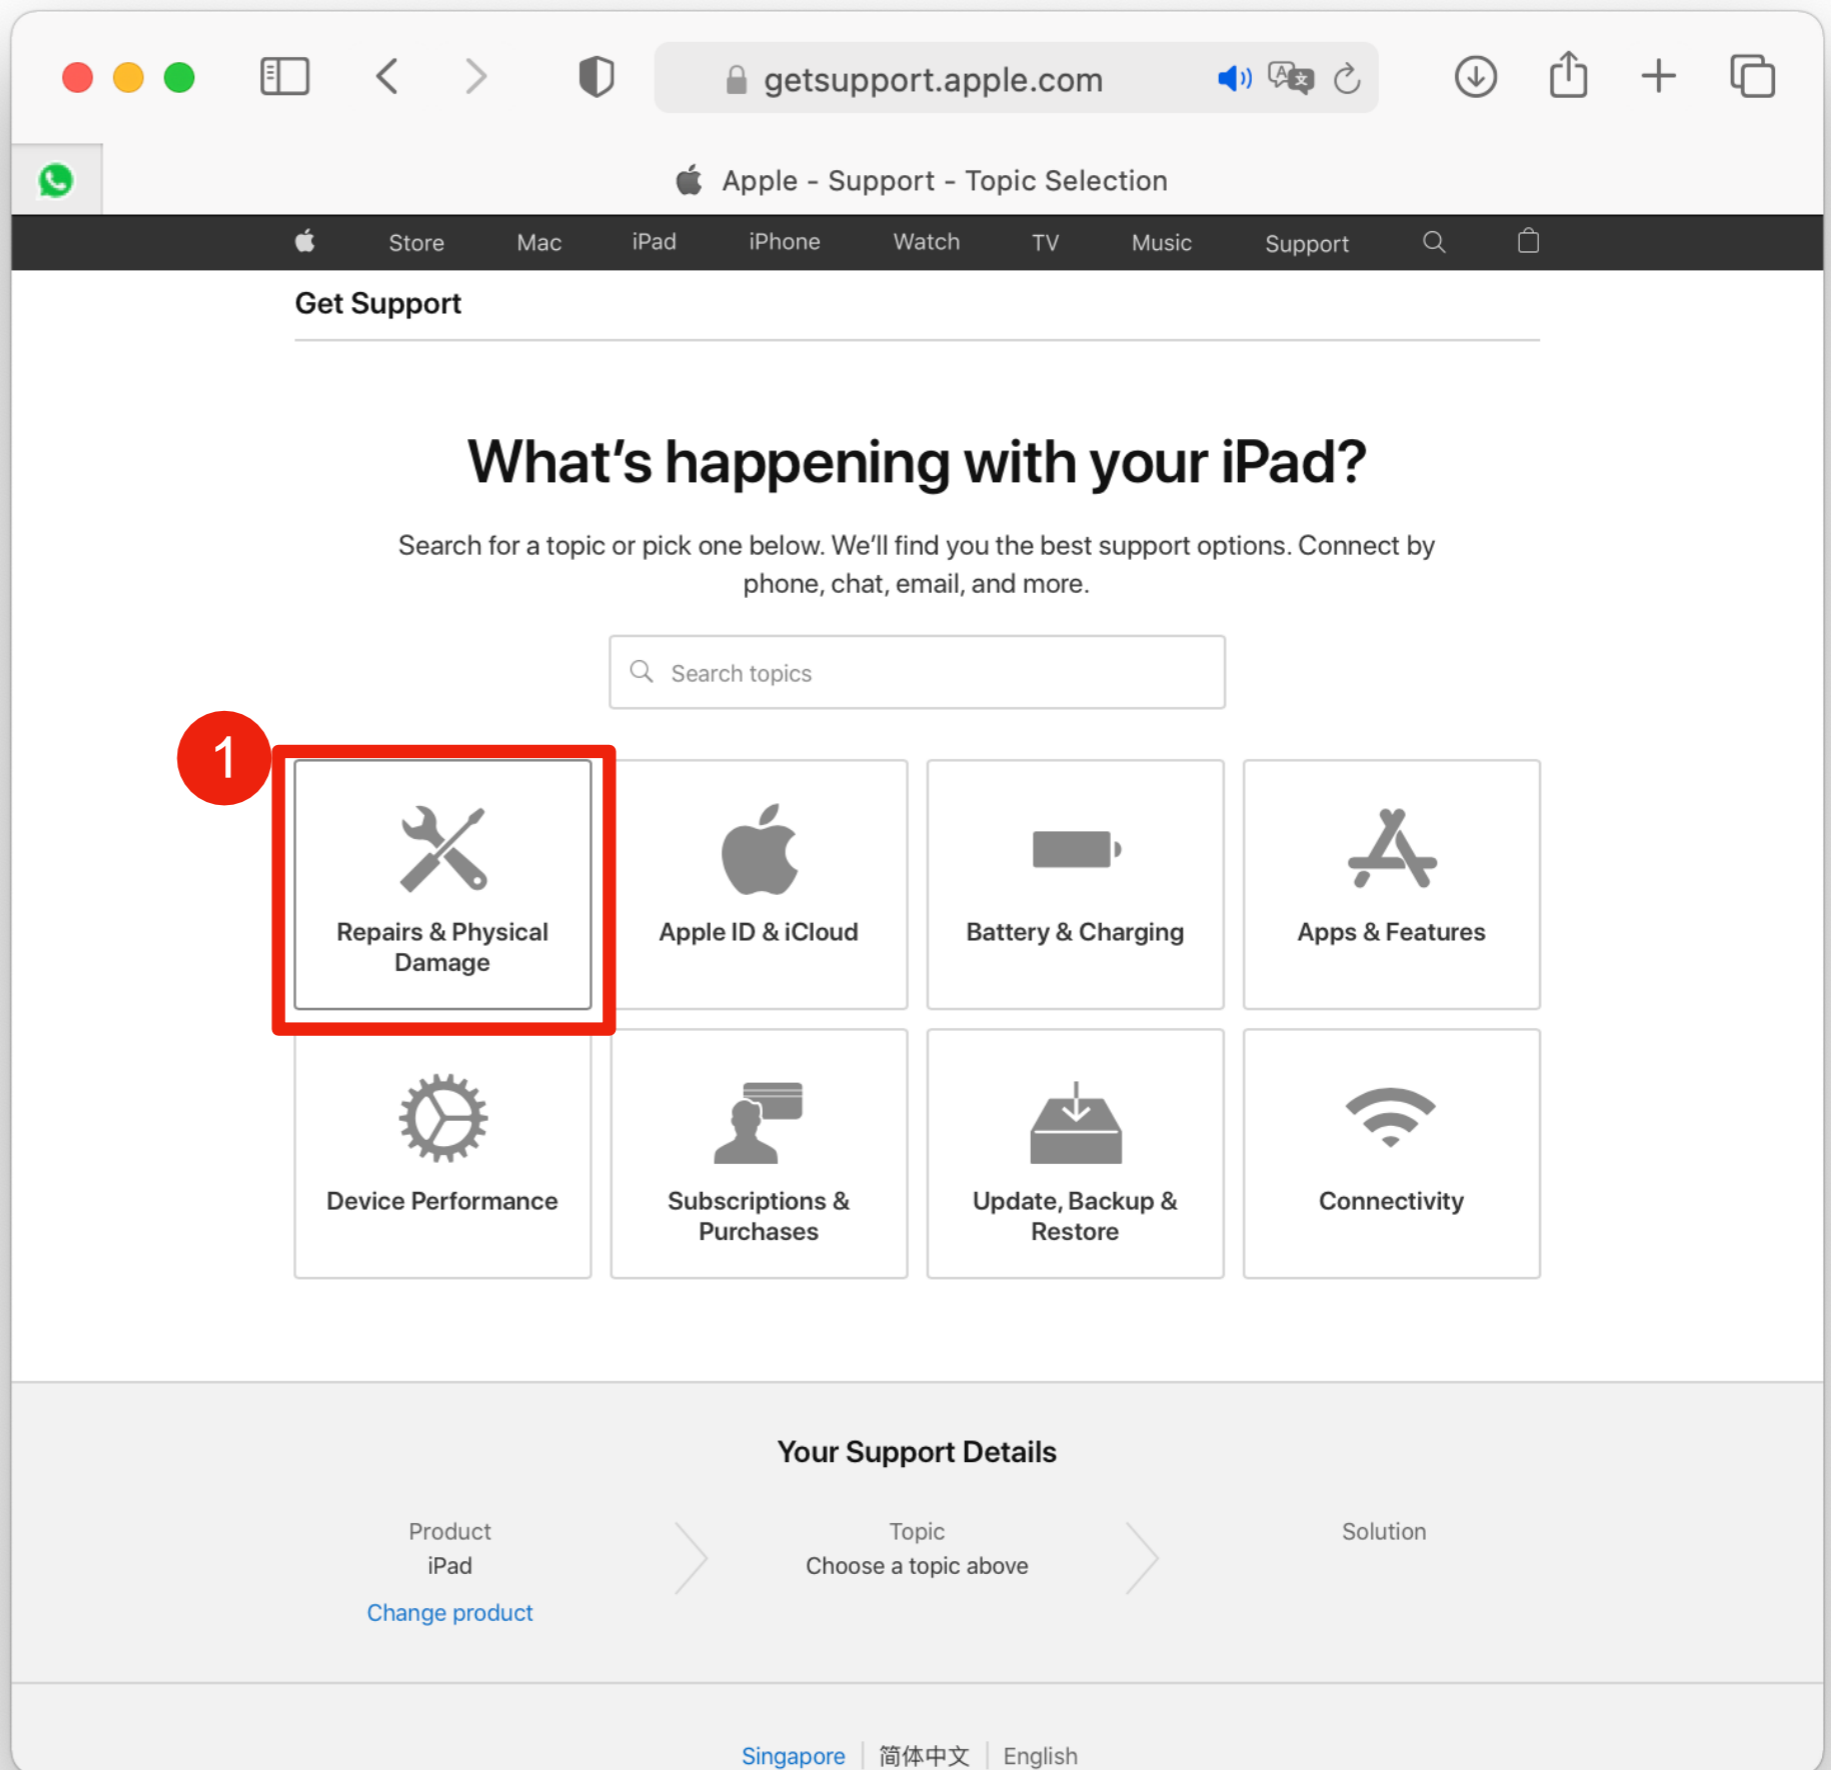 getsupport.apple.com
Apple - Support - Topic Selection
Store Mac iPad iPhone Watch TV Music Support
Get Support
What's happening with your iPad?
Search for a topic or pick one below. We'll find you the best support options. Connect by
phone, chat, email, and more.
Search topics
1
Repairs & Physical
Damage
Apple ID & iCloud
Battery & Charging
Apps & Features
Device Performance
Subscriptions &
Purchases
Update, Backup &
Restore
Connectivity
Your Support Details
Product
iPad
Change product
Topic
Choose a topic above
Solution
Singapore 简体中文 English